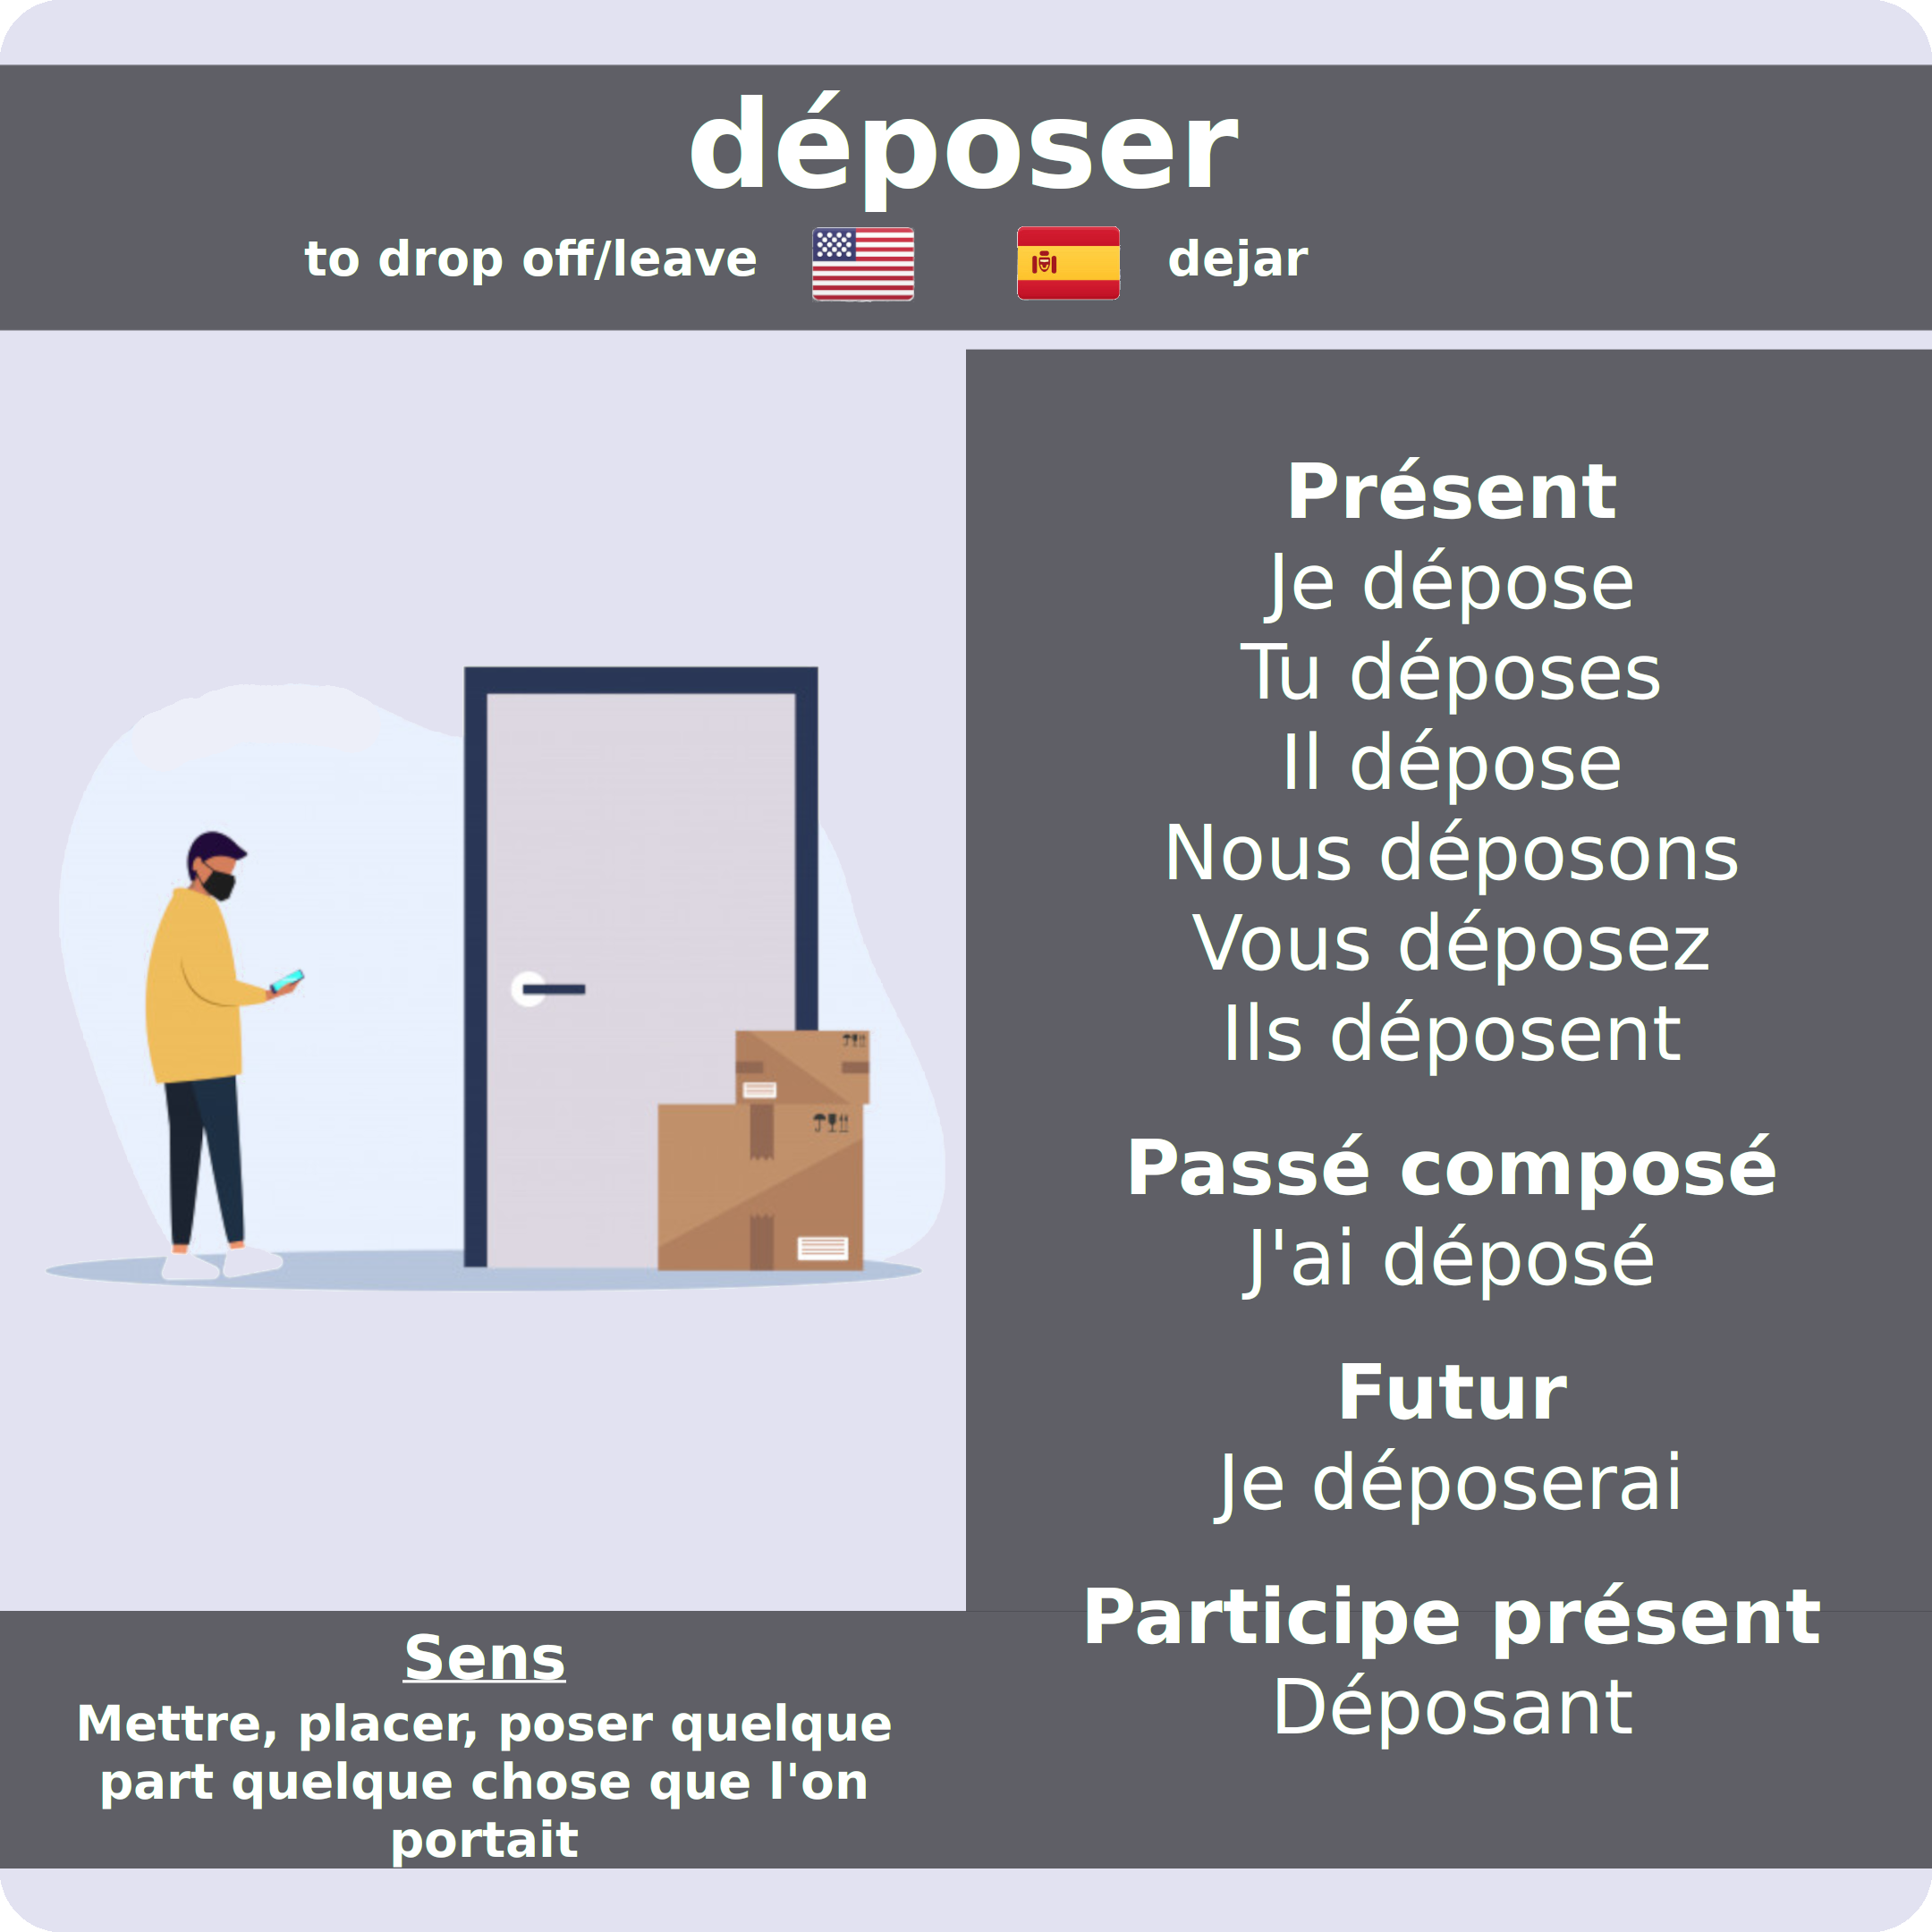 déposer
to drop off/leave
dejar
Présent
Je dépose
Tu déposes
Il dépose
Nous déposons
Vous déposez
Ils déposent
Passé composé
J'ai déposé
Futur
Je déposerai
Participe présent
Déposant
Sens
Mettre, placer, poser quelque
part quelque chose que l'on
portait